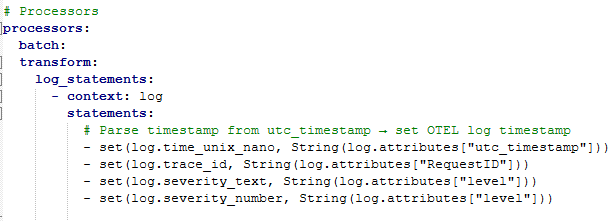 # Processors
processors:
  batch:
  transform:
    log_statements:
      - context: log
        statements:
          # Parse timestamp from utc_timestamp → set OTEL log timestamp
          - set(log.time_unix_nano, String(log.attributes["utc_timestamp"]))
          - set(log.trace_id, String(log.attributes["RequestID"]))
          - set(log.severity_text, String(log.attributes["level"]))
          - set(log.severity_number, String(log.attributes["level"]))